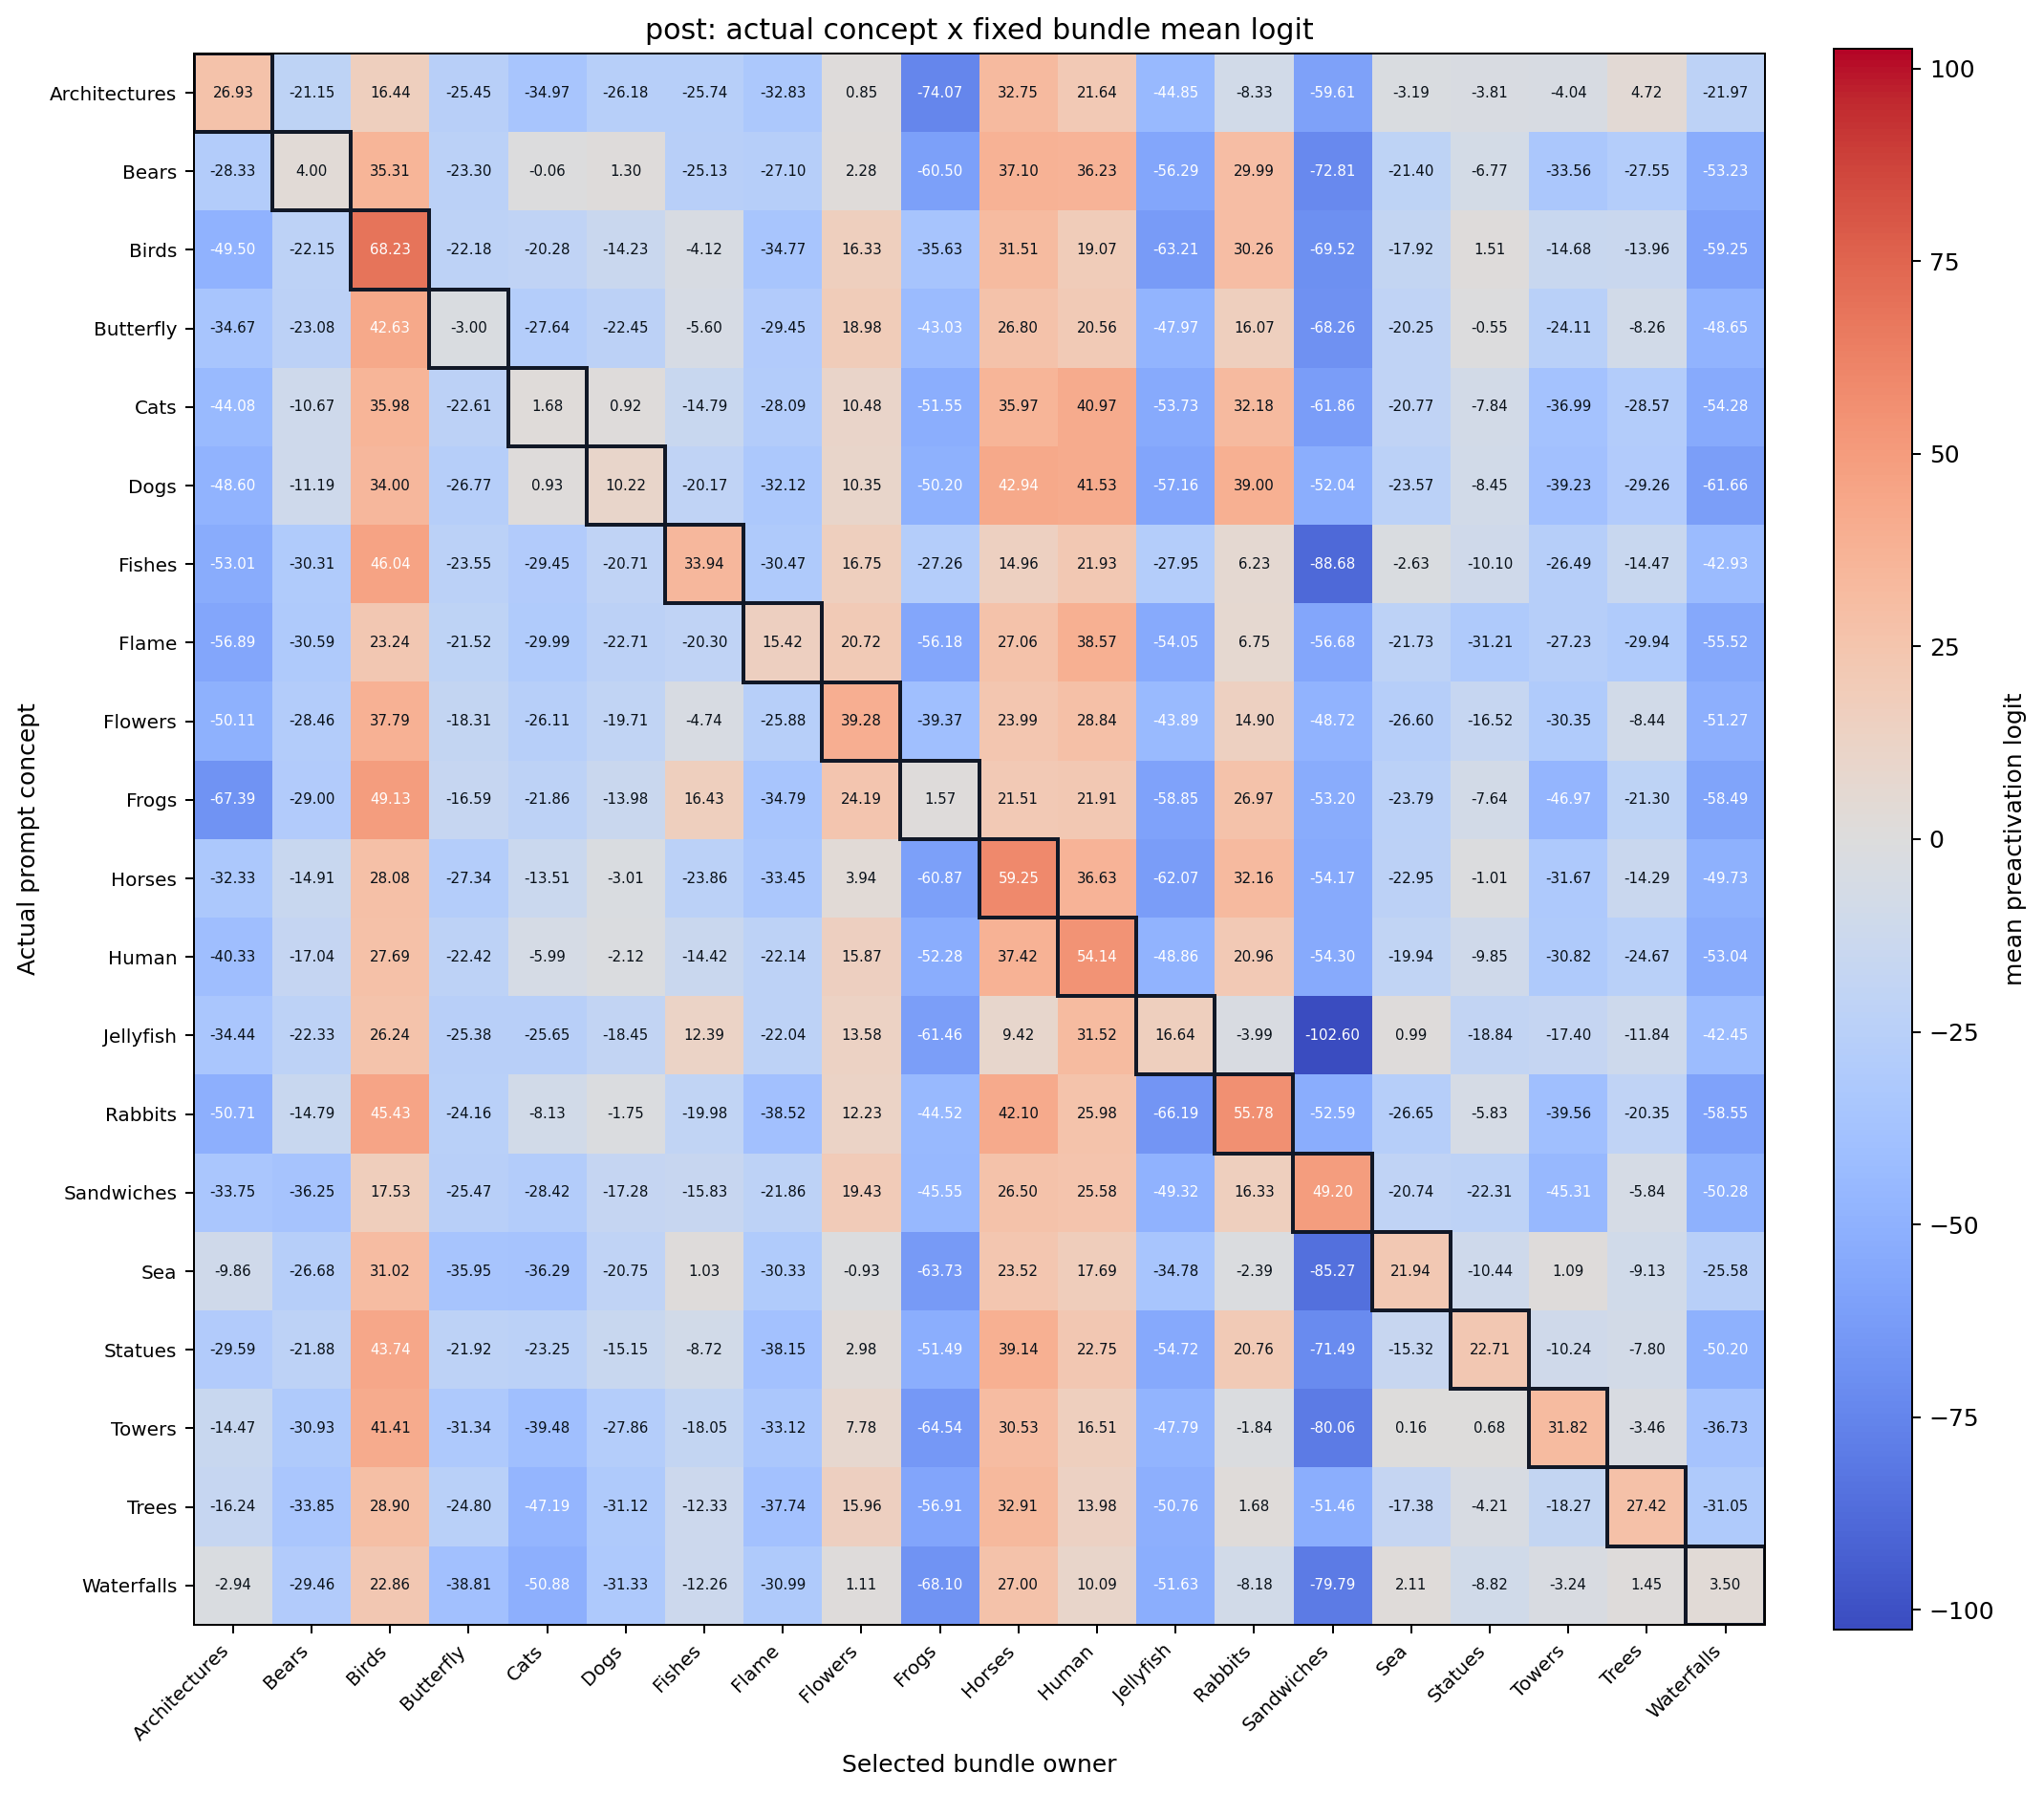 post: actual concept x fixed bundle mean logit
Architectures 26.93 -21.15 16.44 -25.45 -34.97 -26.18 -25.74 -32.83 0.85 -74.07 32.75 21.64 -44.85 -8.33 -59.61 -3.19 -3.81 -4.04 4.72 -21.97
Bears -28.33 4.00 35.31 -23.30 -0.06 1.30 -25.13 -27.10 2.28 -60.50 37.10 36.23 -56.29 29.99 -72.81 -21.40 -6.77 -33.56 -27.55 -53.23
Birds -49.50 -22.15 68.23 -22.18 -20.28 -14.23 -4.12 -34.77 16.33 -35.63 31.51 19.07 -63.21 30.26 -69.52 -17.92 1.51 -14.68 -13.96 -59.25
Butterfly -34.67 -23.08 42.63 -3.00 -27.64 -22.45 -5.60 -29.45 18.98 -43.03 26.80 20.56 -47.97 16.07 -68.26 -20.25 -0.55 -24.11 -8.26 -48.65
Cats -44.08 -10.67 35.98 -22.61 1.68 0.92 -14.79 -28.09 10.48 -51.55 35.97 40.97 -53.73 32.18 -61.86 -20.77 -7.84 -36.99 -28.57 -54.28
Dogs -48.60 -11.19 34.00 -26.77 0.93 10.22 -20.17 -32.12 10.35 -50.20 42.94 41.53 -57.16 39.00 -52.04 -23.57 -8.45 -39.23 -29.26 -61.66
Fishes -53.01 -30.31 46.04 -23.55 -29.45 -20.71 33.94 -30.47 16.75 -27.26 14.96 21.93 -27.95 6.23 -88.68 -2.63 -10.10 -26.49 -14.47 -42.93
Flame -56.89 -30.59 23.24 -21.52 -29.99 -22.71 -20.30 15.42 20.72 -56.18 27.06 38.57 -54.05 6.75 -56.68 -21.73 -31.21 -27.23 -29.94 -55.52
Flowers -50.11 -28.46 37.79 -18.31 -26.11 -19.71 -4.74 -25.88 39.28 -39.37 23.99 28.84 -43.89 14.90 -48.72 -26.60 -16.52 -30.35 -8.44 -51.27
Frogs -67.39 -29.00 49.13 -16.59 -21.86 -13.98 16.43 -34.79 24.19 1.57 21.51 21.91 -58.85 26.97 -53.20 -23.79 -7.64 -46.97 -21.30 -58.49
Horses -32.33 -14.91 28.08 -27.34 -13.51 -3.01 -23.86 -33.45 3.94 -60.87 59.25 36.63 -62.07 32.16 -54.17 -22.95 -1.01 -31.67 -14.29 -49.73
Human -40.33 -17.04 27.69 -22.42 -5.99 -2.12 -14.42 -22.14 15.87 -52.28 37.42 54.14 -48.86 20.96 -54.30 -19.94 -9.85 -30.82 -24.67 -53.04
Jellyfish -34.44 -22.33 26.24 -25.38 -25.65 -18.45 12.39 -22.04 13.58 -61.46 9.42 31.52 16.64 -3.99 -102.60 0.99 -18.84 -17.40 -11.84 -42.45
Rabbits -50.71 -14.79 45.43 -24.16 -8.13 -1.75 -19.98 -38.52 12.23 -44.52 42.10 25.98 -66.19 55.78 -52.59 -26.65 -5.83 -39.56 -20.35 -58.55
Sandwiches -33.75 -36.25 17.53 -25.47 -28.42 -17.28 -15.83 -21.86 19.43 -45.55 26.50 25.58 -49.32 16.33 49.20 -20.74 -22.31 -45.31 -5.84 -50.28
Sea -9.86 -26.68 31.02 -35.95 -36.29 -20.75 1.03 -30.33 -0.93 -63.73 23.52 17.69 -34.78 -2.39 -85.27 21.94 -10.44 1.09 -9.13 -25.58
Statues -29.59 -21.88 43.74 -21.92 -23.25 -15.15 -8.72 -38.15 2.98 -51.49 39.14 22.75 -54.72 20.76 -71.49 -15.32 22.71 -10.24 -7.80 -50.20
Towers -14.47 -30.93 41.41 -31.34 -39.48 -27.86 -18.05 -33.12 7.78 -64.54 30.53 16.51 -47.79 -1.84 -80.06 0.16 0.68 31.82 -3.46 -36.73
Trees -16.24 -33.85 28.90 -24.80 -47.19 -31.12 -12.33 -37.74 15.96 -56.91 32.91 13.98 -50.76 1.68 -51.46 -17.38 -4.21 -18.27 27.42 -31.05
Waterfalls -2.94 -29.46 22.86 -38.81 -50.88 -31.33 -12.26 -30.99 1.11 -68.10 27.00 10.09 -51.63 -8.18 -79.79 2.11 -8.82 -3.24 1.45 3.50
Architectures Bears Birds Butterfly Cats Dogs Fishes Flame Flowers Frogs Horses Human Jellyfish Rabbits Sandwiches Sea Statues Towers Trees Waterfalls
Selected bundle owner
Actual prompt concept
100
75
50
25
0
−25
−50
−75
−100
mean preactivation logit